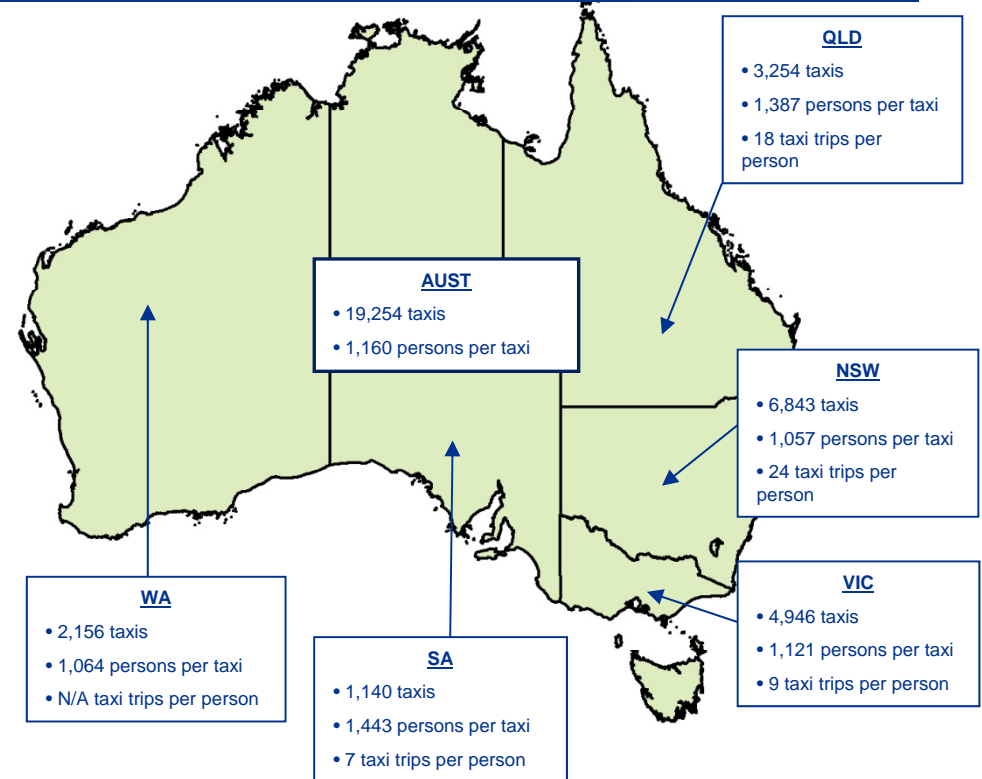 QLD
• 3,254 taxis
• 1,387 persons per taxi
• 18 taxi trips per
person
AUST
• 19,254 taxis
• 1,160 persons per taxi
NSW
• 6,843 taxis
• 1,057 persons per taxi
• 24 taxi trips per
person
WA
• 2,156 taxis
• 1,064 persons per taxi
• N/A taxi trips per person
SA
• 1,140 taxis
• 1,443 persons per taxi
• 7 taxi trips per person
VIC
• 4,946 taxis
• 1,121 persons per taxi
• 9 taxi trips per person